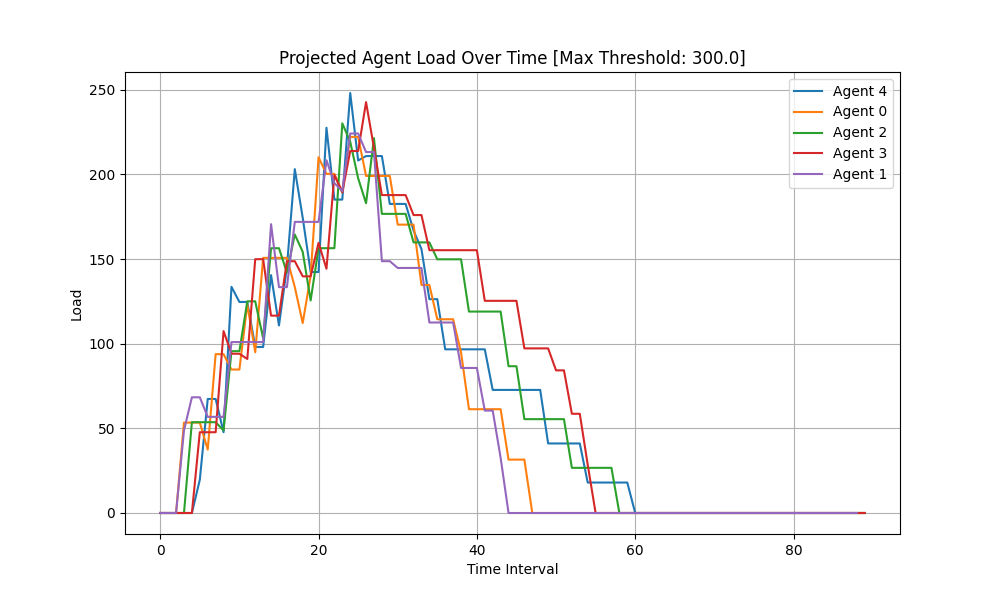 Projected Agent Load Over Time [Max Threshold: 300.0]
Load
250
200
150
100
50
0
0 20 40 60 80
Time Interval
Agent 4
Agent 0
Agent 2
Agent 3
Agent 1